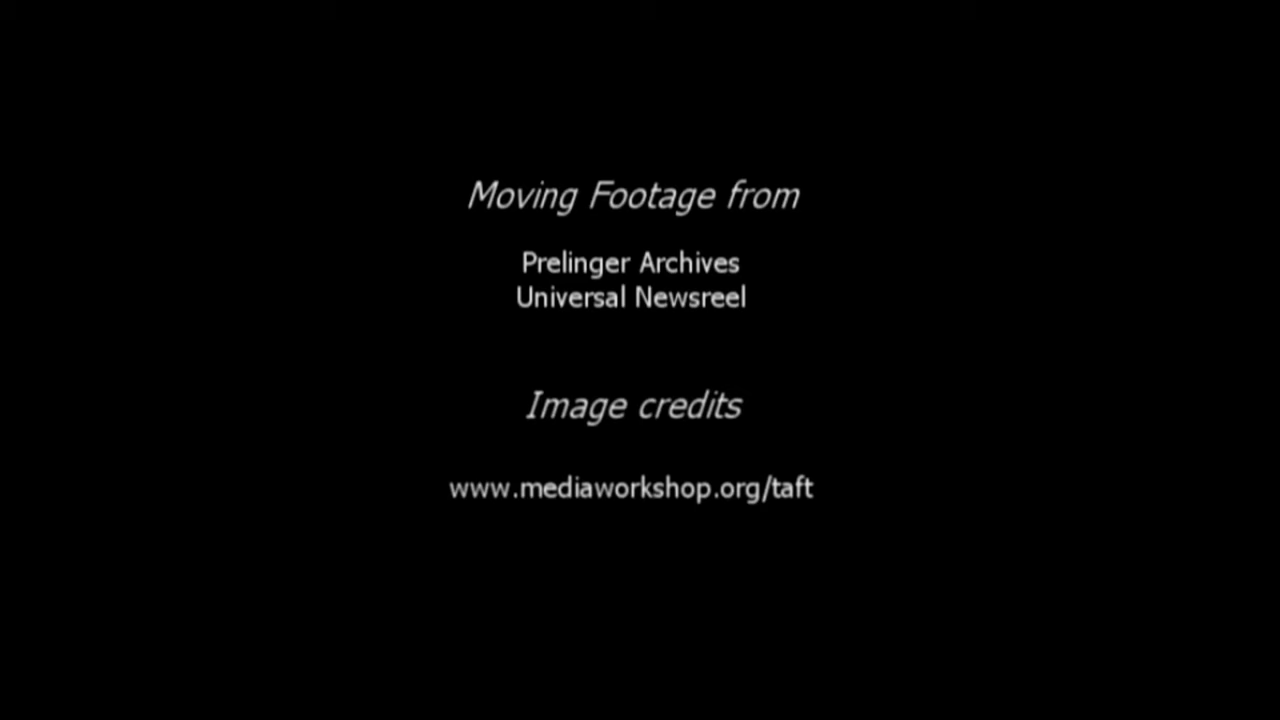 Moving Footage from
Prelinger Archives
Universal Newsreel
Image credits
www.mediaworkshop.org/taft